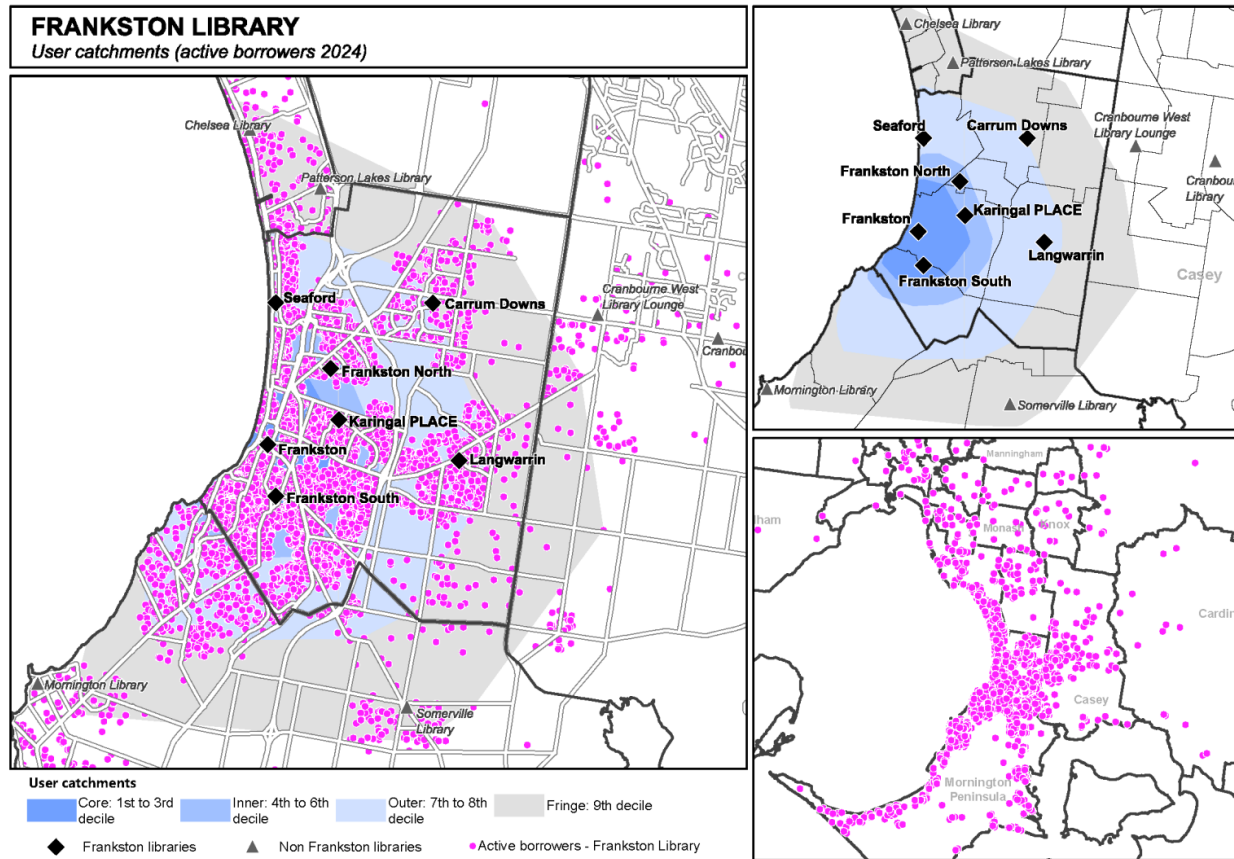 FRANKSTON LIBRARY
User catchments (active borrowers 2024)
Chelsea Library
Patterson Lakes Library
Seaford
Carrum Downs
Cranbourne West
Library Lounge
Cranbou
Frankston North
Karingal PLACE
Frankston
Langwarrin
Frankston South
Mornington Library
Somerville
Library
Chelsea Library
Patterson Lakes Library
Seaford
Carrum Downs
Cranbourne West
Library Lounge
Frankston North
Cranbourne
Library
Karingal PLACE
Frankston
Langwarrin
Frankston South
Casey
Mornington Library
Somerville Library
Manningham
ham
Monash
Knox
Cardin
Casey
Mornington
Peninsula
User catchments
Core: 1st to 3rd
decile
Inner: 4th to 6th
decile
Outer: 7th to 8th
decile
Fringe: 9th decile
Frankston libraries
Non Frankston libraries
Active borrowers - Frankston Library